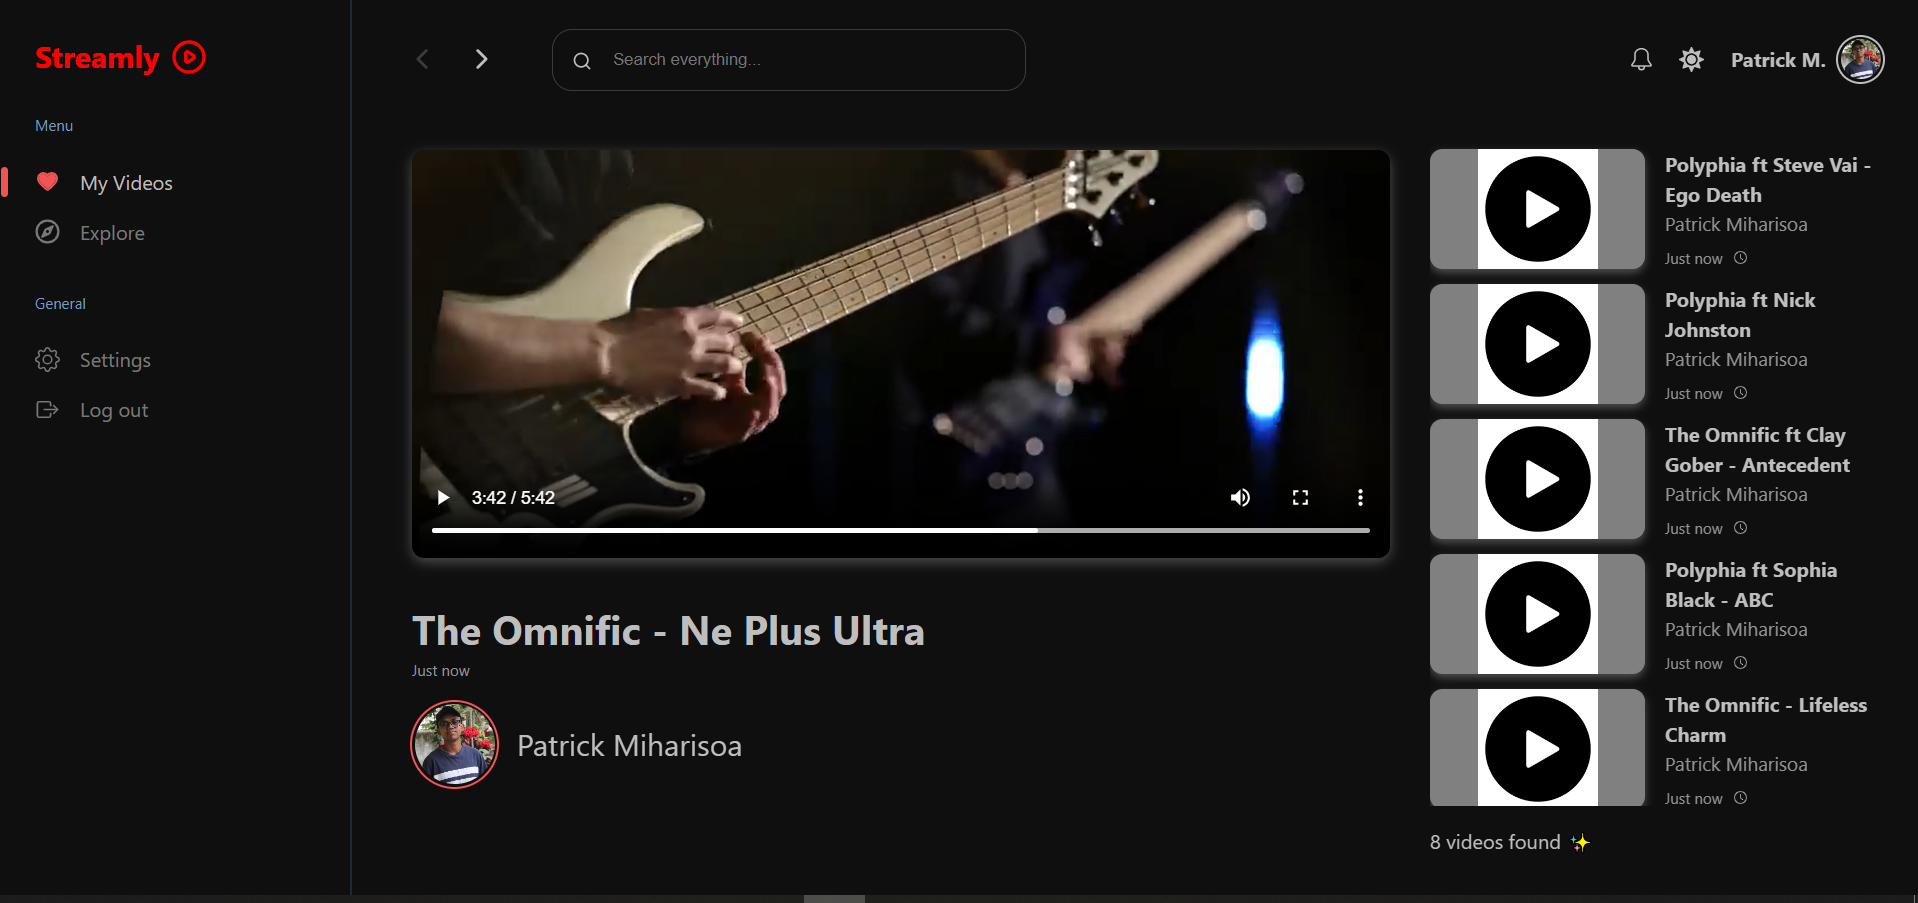 Streamly
Menu
My Videos
Explore
General
Settings
Log out
Search everything...
Patrick M.
3:42 / 5:42
The Omnific - Ne Plus Ultra
Just now
Patrick Miharisoa
Polyphia ft Steve Vai -
Ego Death
Patrick Miharisoa
Just now
Polyphia ft Nick
Johnston
Patrick Miharisoa
Just now
The Omnific ft Clay
Gober - Antecedent
Patrick Miharisoa
Just now
Polyphia ft Sophia
Black - ABC
Patrick Miharisoa
Just now
The Omnific - Lifeless
Charm
Patrick Miharisoa
Just now
8 videos found ✨